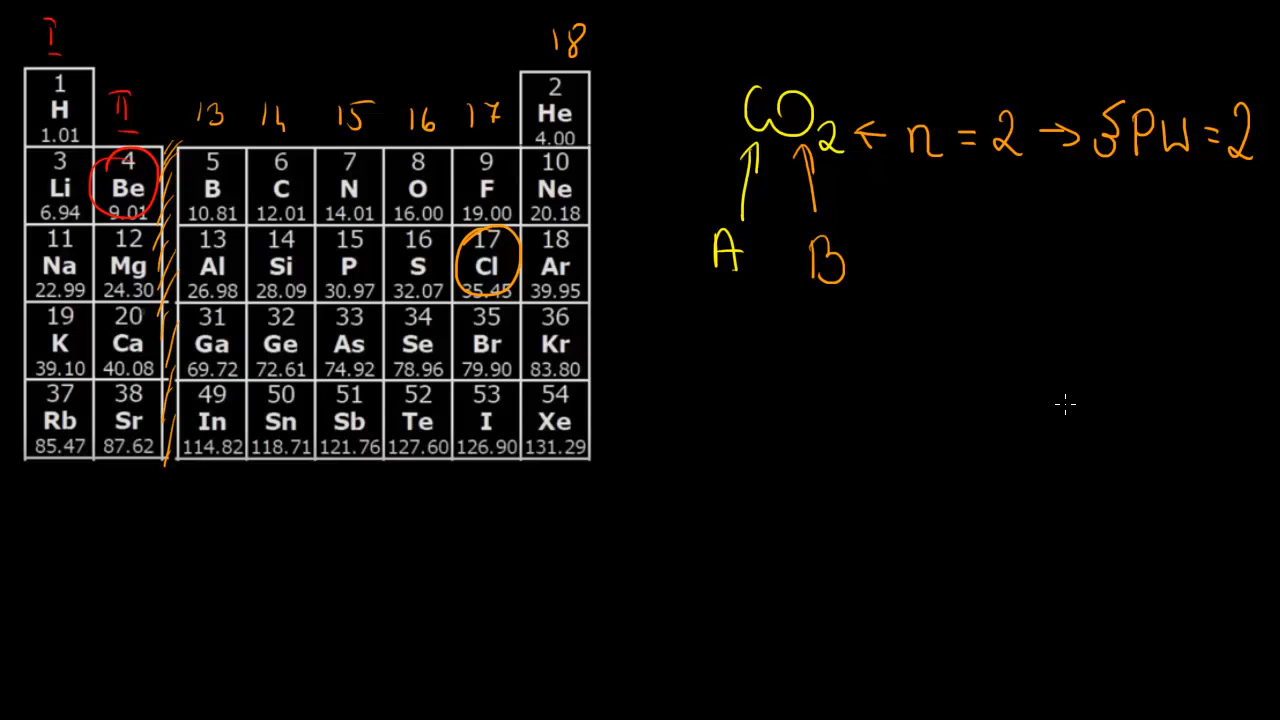 I 18
1 2
H He
1.01 II 13 14 15 16 17 4.00
3 4 5 6 7 8 9 10
Li Be B C N O F Ne
6.94 9.01 10.81 12.01 14.01 16.00 19.00 20.18
11 12 13 14 15 16 17 18
Na Mg Al Si P S Cl Ar
22.99 24.30 26.98 28.09 30.97 32.07 35.45 39.95
19 20 31 32 33 34 35 36
K Ca Ga Ge As Se Br Kr
39.10 40.08 69.72 72.61 74.92 78.96 79.90 83.80
37 38 49 50 51 52 53 54
Rb Sr In Sn Sb Te I Xe
85.47 87.62 114.82 118.71 121.76 127.60 126.90 131.29
CO2 ← n = 2 → ξPW = 2
A B